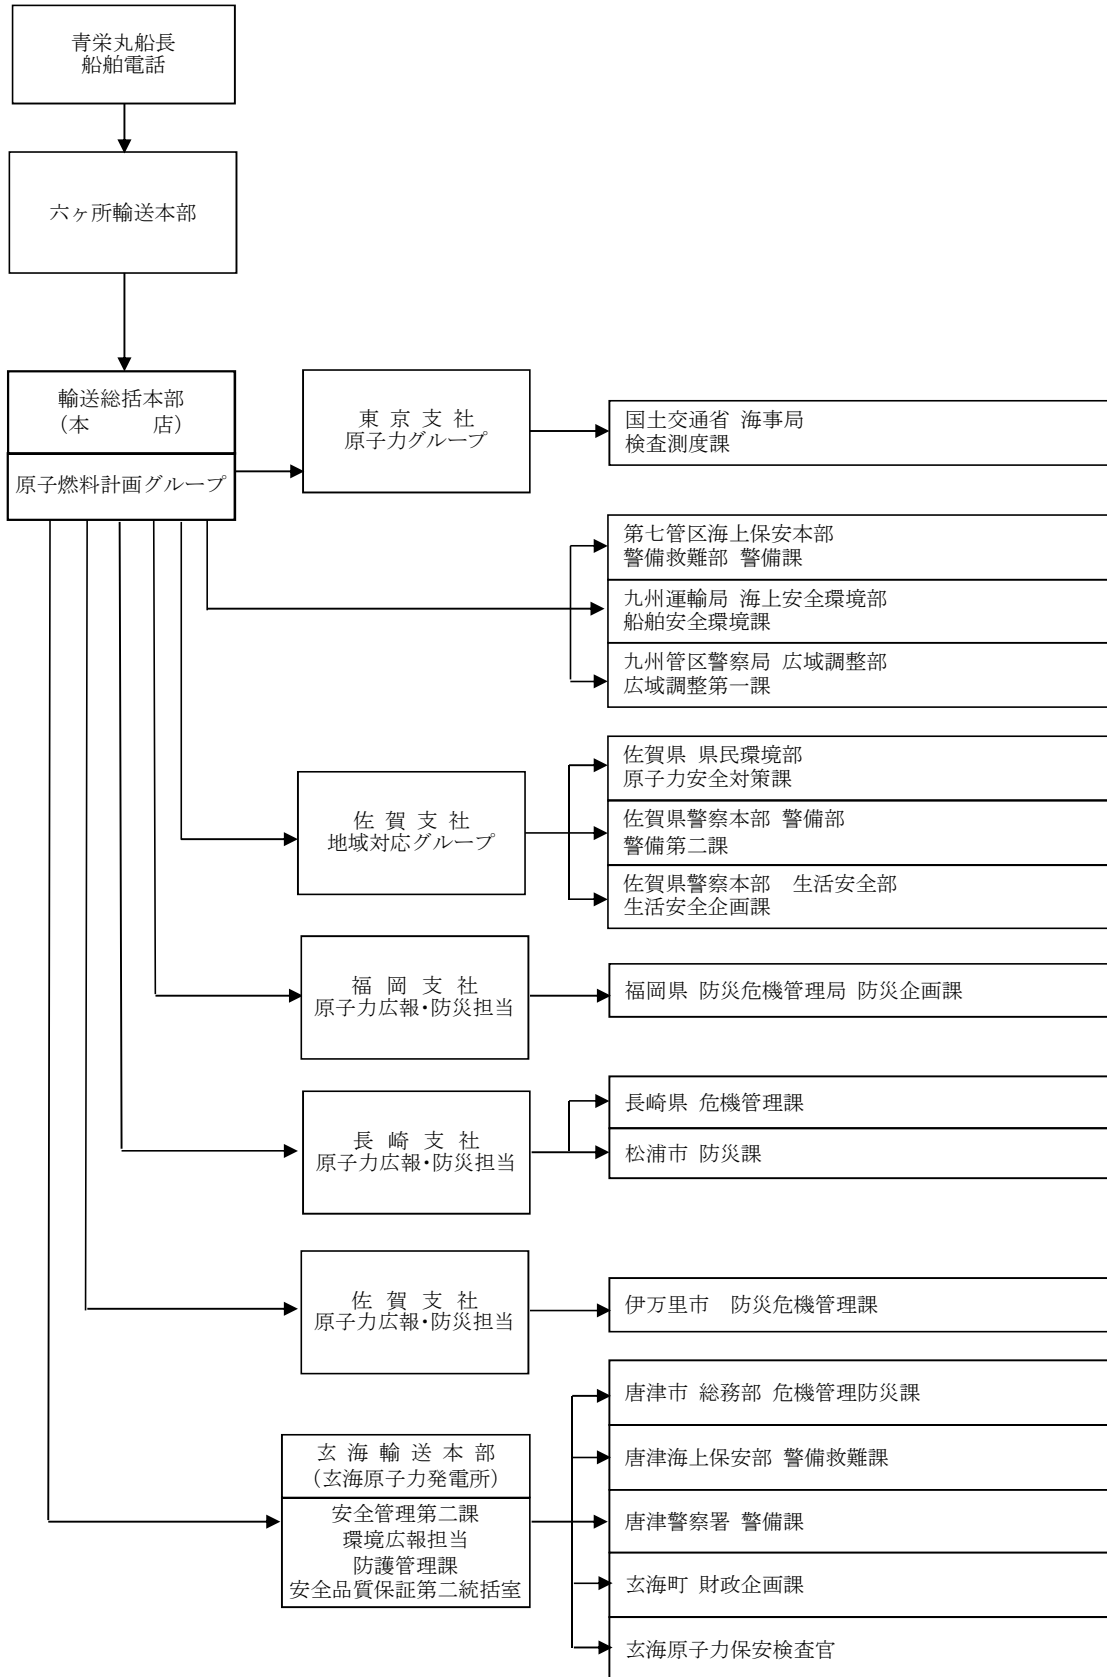 青栄丸船長
船舶電話
六ヶ所輸送本部
輸送総括本部
(本　　　店)
原子燃料計画グループ
東 京 支 社
原子力グループ
国土交通省 海事局
検査測度課
第七管区海上保安本部
警備救難部 警備課
九州運輸局 海上安全環境部
船舶安全環境課
九州管区警察局 広域調整部
広域調整第一課
佐 賀 支 社
地域対応グループ
佐賀県 県民環境部
原子力安全対策課
佐賀県警察本部 警備部
警備第二課
佐賀県警察本部　生活安全部
生活安全企画課
福 岡 支 社
原子力広報・防災担当
福岡県 防災危機管理局 防災企画課
長 崎 支 社
原子力広報・防災担当
長崎県 危機管理課
松浦市 防災課
佐 賀 支 社
原子力広報・防災担当
伊万里市　防災危機管理課
玄 海 輸 送 本 部
(玄海原子力発電所)
安全管理第二課
環境広報担当
防護管理課
安全品質保証第二統括室
唐津市 総務部 危機管理防災課
唐津海上保安部 警備救難課
唐津警察署 警備課
玄海町 財政企画課
玄海原子力保安検査官